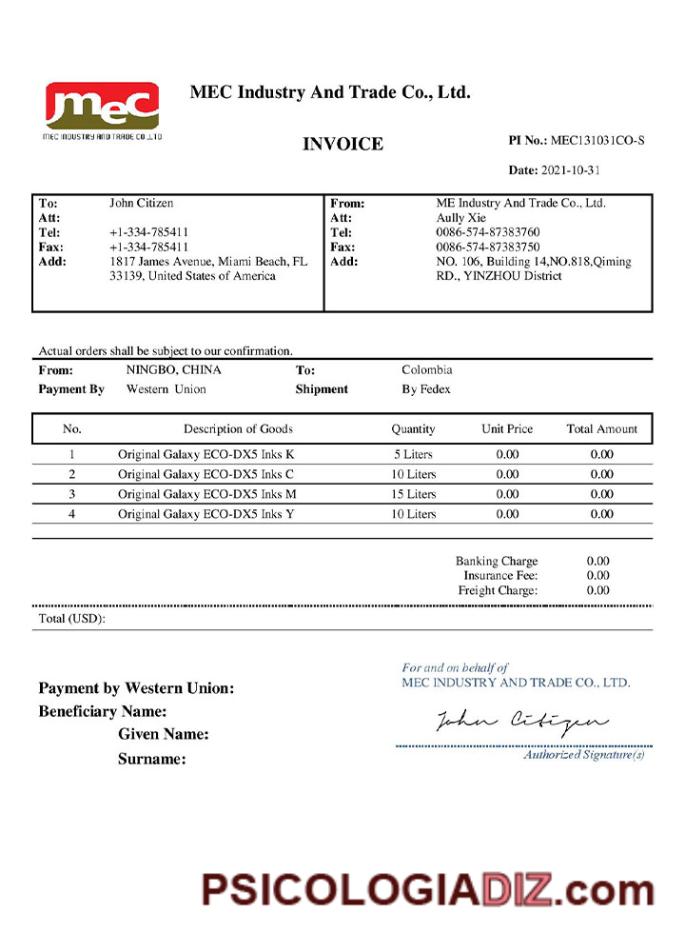 mec
MEC INDUSTRY AND TRADE CO.,LTD
MEC Industry And Trade Co., Ltd.
INVOICE
PI No.: MEC131031CO-S
Date: 2021-10-31
To: John Citizen
Att:
Tel: +1-334-785411
Fax: +1-334-785411
Add: 1817 James Avenue, Miami Beach, FL
33139, United States of America
From: ME Industry And Trade Co., Ltd.
Att: Aully Xie
Tel: 0086-574-87383760
Fax: 0086-574-87383750
Add: NO. 106, Building 14,NO.818,Qiming
RD., YINZHOU District
Actual orders shall be subject to our confirmation.
From: NINGBO, CHINA To: Colombia
Payment By Western Union Shipment By Fedex
No. Description of Goods Quantity Unit Price Total Amount
1 Original Galaxy ECO-DX5 Inks K 5 Liters 0.00 0.00
2 Original Galaxy ECO-DX5 Inks C 10 Liters 0.00 0.00
3 Original Galaxy ECO-DX5 Inks M 15 Liters 0.00 0.00
4 Original Galaxy ECO-DX5 Inks Y 10 Liters 0.00 0.00
Banking Charge 0.00
Insurance Fee: 0.00
Freight Charge: 0.00
Total (USD):
Payment by Western Union:
Beneficiary Name:
Given Name:
Surname:
For and on behalf of
MEC INDUSTRY AND TRADE CO., LTD.
John Citizen
Authorized Signature(s)
PSICOLOGIADIZ.com